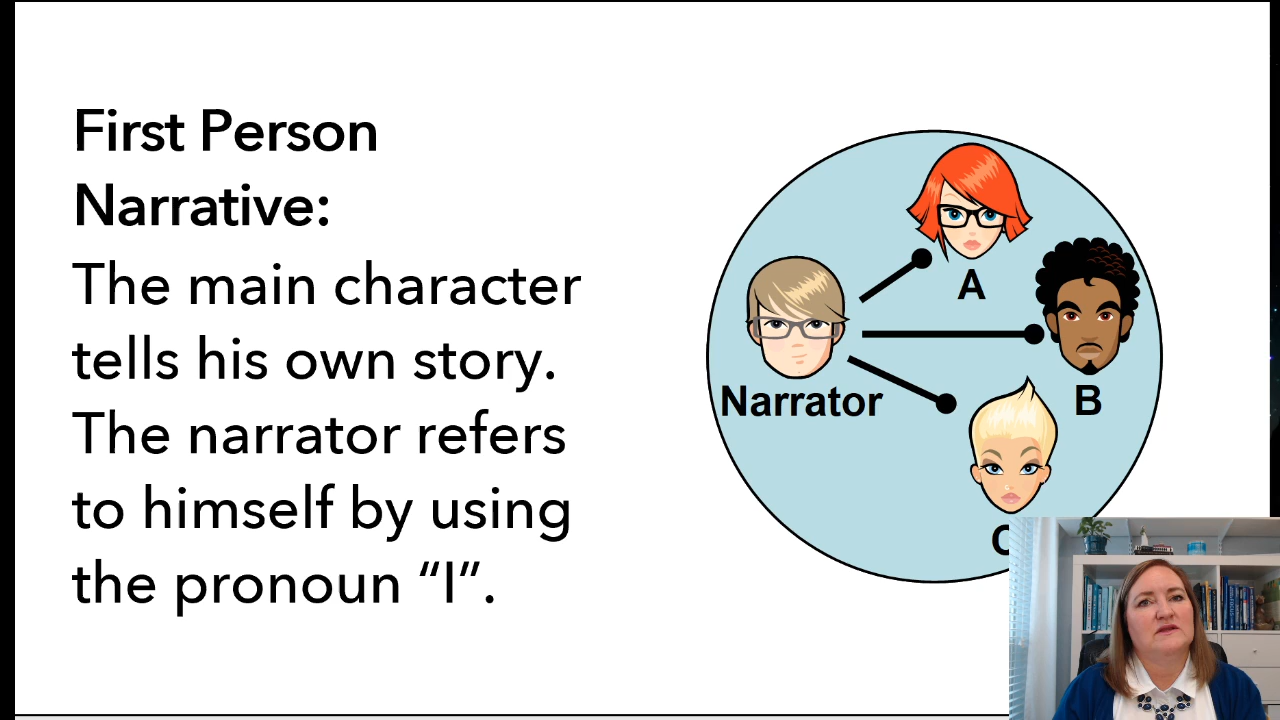 First Person
Narrative:
The main character
tells his own story.
The narrator refers
to himself by using
the pronoun “I”.
A
Narrator
B
C